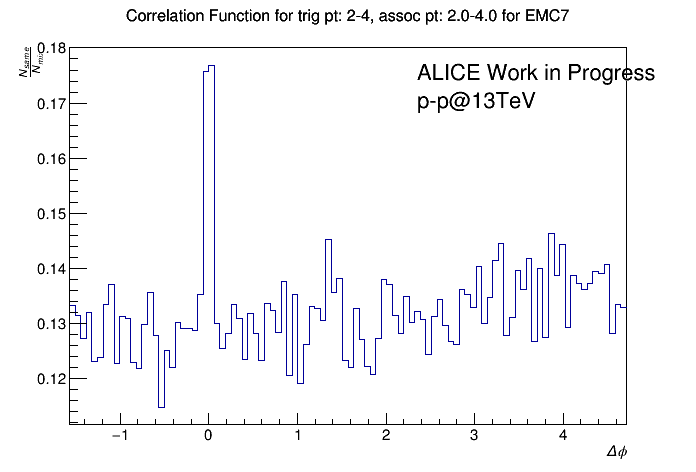 Correlation Function for trig pt: 2-4, assoc pt: 2.0-4.0 for EMC7
N_same
N_mix
ALICE Work in Progress
p-p@13TeV
0.18
0.17
0.16
0.15
0.14
0.13
0.12
−1 0 1 2 3 4
Δϕ